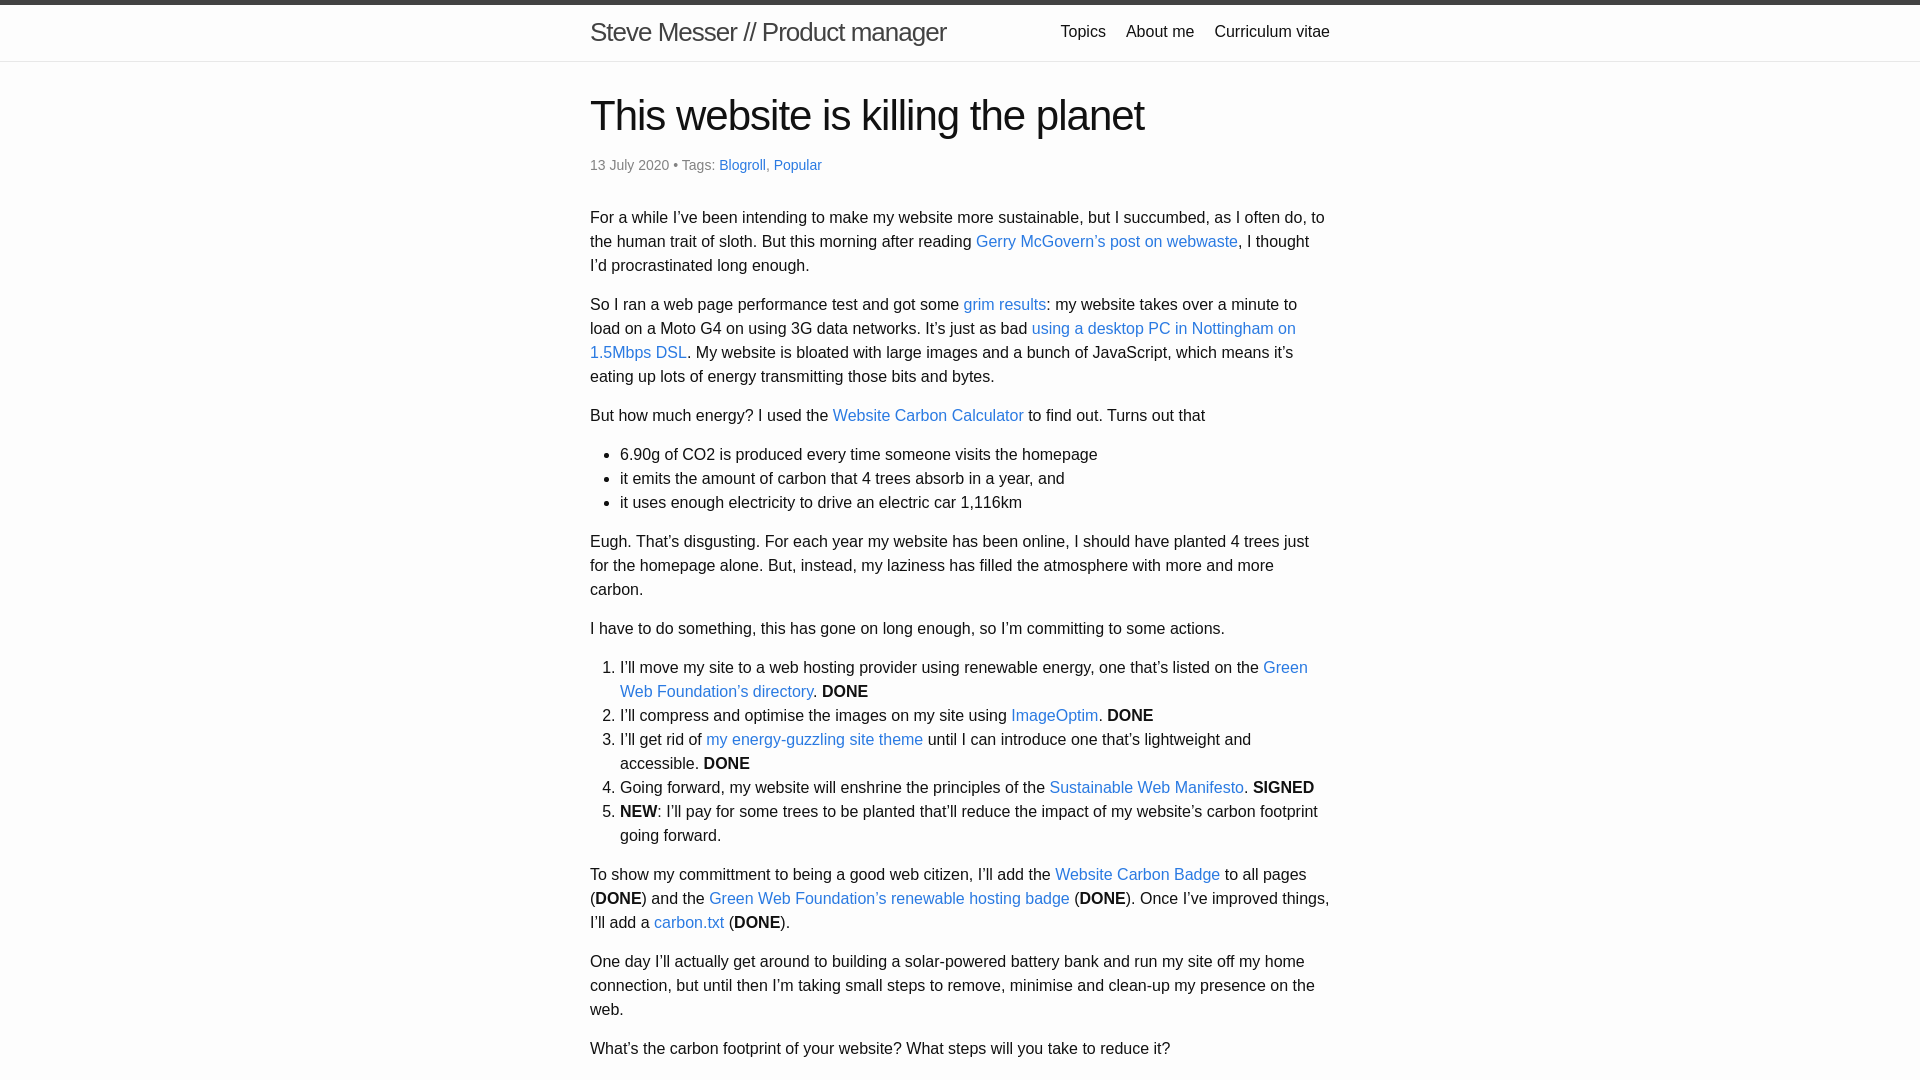 Steve Messer // Product manager
Topics About me Curriculum vitae
This website is killing the planet
13 July 2020 • Tags: Blogroll, Popular
For a while I’ve been intending to make my website more sustainable, but I succumbed, as I often do, to
the human trait of sloth. But this morning after reading Gerry McGovern’s post on webwaste, I thought
I’d procrastinated long enough.
So I ran a web page performance test and got some grim results: my website takes over a minute to
load on a Moto G4 on using 3G data networks. It’s just as bad using a desktop PC in Nottingham on
1.5Mbps DSL. My website is bloated with large images and a bunch of JavaScript, which means it’s
eating up lots of energy transmitting those bits and bytes.
But how much energy? I used the Website Carbon Calculator to find out. Turns out that
• 6.90g of CO2 is produced every time someone visits the homepage
• it emits the amount of carbon that 4 trees absorb in a year, and
• it uses enough electricity to drive an electric car 1,116km
Eugh. That’s disgusting. For each year my website has been online, I should have planted 4 trees just
for the homepage alone. But, instead, my laziness has filled the atmosphere with more and more
carbon.
I have to do something, this has gone on long enough, so I’m committing to some actions.
1. I’ll move my site to a web hosting provider using renewable energy, one that’s listed on the Green
Web Foundation’s directory. DONE
2. I’ll compress and optimise the images on my site using ImageOptim. DONE
3. I’ll get rid of my energy-guzzling site theme until I can introduce one that’s lightweight and
accessible. DONE
4. Going forward, my website will enshrine the principles of the Sustainable Web Manifesto. SIGNED
5. NEW: I’ll pay for some trees to be planted that’ll reduce the impact of my website’s carbon footprint
going forward.
To show my committment to being a good web citizen, I’ll add the Website Carbon Badge to all pages
(DONE) and the Green Web Foundation’s renewable hosting badge (DONE). Once I’ve improved things,
I’ll add a carbon.txt (DONE).
One day I’ll actually get around to building a solar-powered battery bank and run my site off my home
connection, but until then I’m taking small steps to remove, minimise and clean-up my presence on the
web.
What’s the carbon footprint of your website? What steps will you take to reduce it?